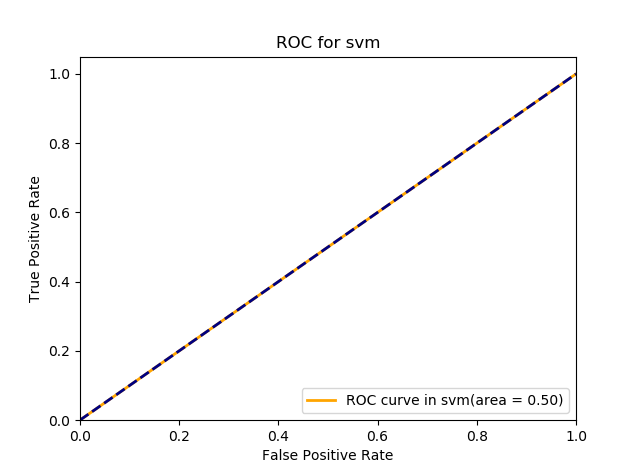 ROC for svm
True Positive Rate
1.0
0.8
0.6
0.4
0.2
0.0
ROC curve in svm(area = 0.50)
0.0 0.2 0.4 0.6 0.8 1.0
False Positive Rate